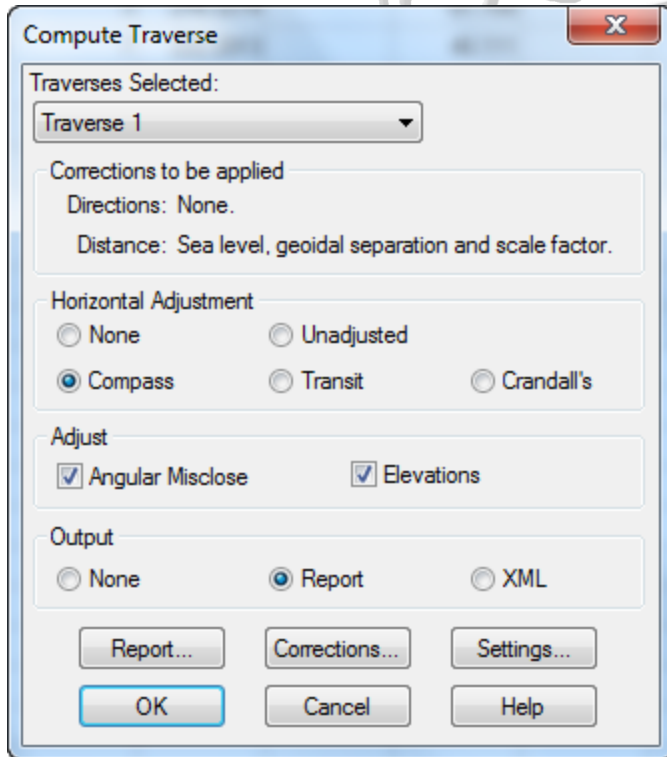 Compute Traverse
Traverses Selected:
Traverse 1
Corrections to be applied
Directions: None.
Distance: Sea level, geoidal separation and scale factor.
Horizontal Adjustment
None Unadjusted
Compass Transit Crandall's
Adjust
Angular Misclose Elevations
Output
None Report XML
Report... Corrections... Settings...
OK Cancel Help